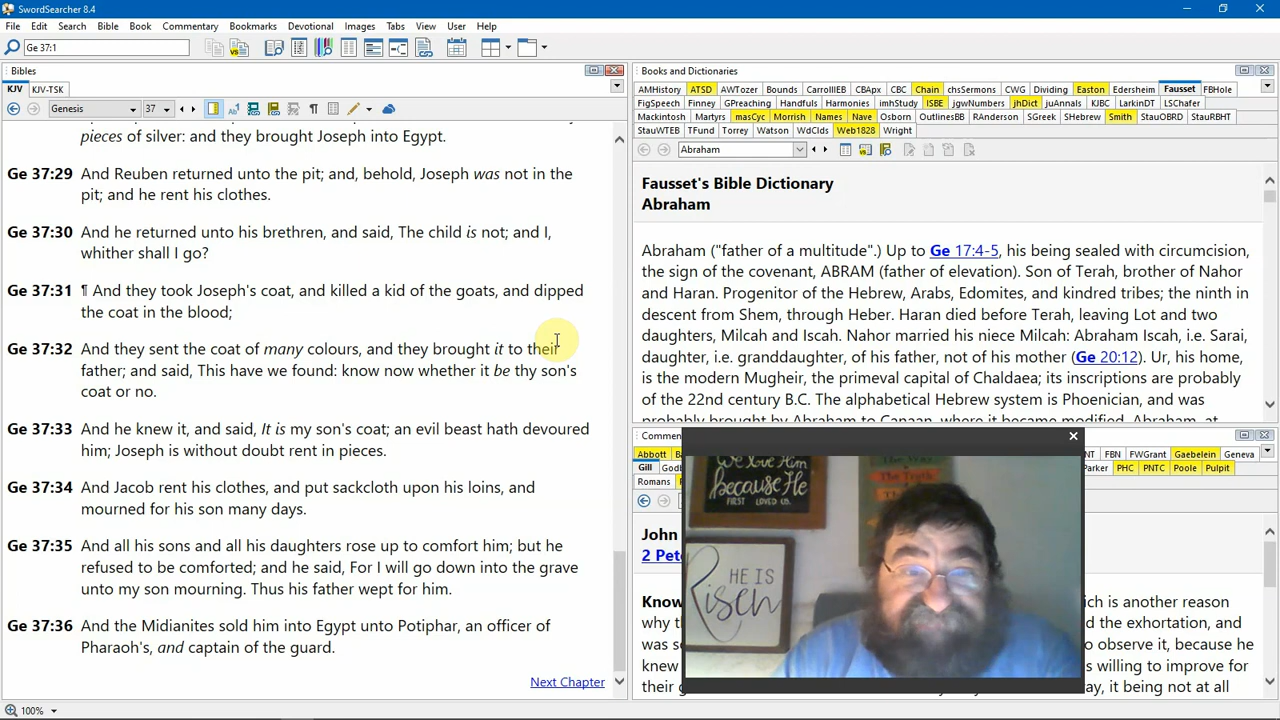 SwordSearcher 8.4
File Edit Search Bible Book Commentary Bookmarks Devotional Images Tabs View User Help
Ge 37:1
Bibles
KJV KJV-TSK
Genesis 37
pieces of silver: and they brought Joseph into Egypt.
Ge 37:29 And Reuben returned unto the pit; and, behold, Joseph was not in the
pit; and he rent his clothes.
Ge 37:30 And he returned unto his brethren, and said, The child is not; and I,
whither shall I go?
Ge 37:31 ¶ And they took Joseph's coat, and killed a kid of the goats, and dipped
the coat in the blood;
Ge 37:32 And they sent the coat of many colours, and they brought it to their
father; and said, This have we found: know now whether it be thy son's
coat or no.
Ge 37:33 And he knew it, and said, It is my son's coat; an evil beast hath devoured
him; Joseph is without doubt rent in pieces.
Ge 37:34 And Jacob rent his clothes, and put sackcloth upon his loins, and
mourned for his son many days.
Ge 37:35 And all his sons and all his daughters rose up to comfort him; but he
refused to be comforted; and he said, For I will go down into the grave
unto my son mourning. Thus his father wept for him.
Ge 37:36 And the Midianites sold him into Egypt unto Potiphar, an officer of
Pharaoh's, and captain of the guard.
Next Chapter
100%
Books and Dictionaries
AMHistory ATSD AWTozer Bounds CarrollIEB CBApx CBC Chain chsSermons CWG Dividing Easton Edersheim Fausset FBHole
FigSpeech Finney GPreaching Handfuls Harmonies imhStudy ISBE jgwNumbers jhDict juAnnals KJBC LarkinDT LSChafer
Mackintosh Martyrs masCyc Morrish Names Nave Osborn OutlinesBB RAnderson SGreek SHebrew Smith StauOBRD StauRBHT
StauWTEB TFund Torrey Watson WdClds Web1828 Wright
Abraham
Fausset's Bible Dictionary
Abraham
Abraham ("father of a multitude".) Up to Ge 17:4-5, his being sealed with circumcision,
the sign of the covenant, ABRAM (father of elevation). Son of Terah, brother of Nahor
and Haran. Progenitor of the Hebrew, Arabs, Edomites, and kindred tribes; the ninth in
descent from Shem, through Heber. Haran died before Terah, leaving Lot and two
daughters, Milcah and Iscah. Nahor married his niece Milcah: Abraham Iscah, i.e. Sarai,
daughter, i.e. granddaughter, of his father, not of his mother (Ge 20:12). Ur, his home,
is the modern Mugheir, the primeval capital of Chaldaea; its inscriptions are probably
of the 22nd century B.C. The alphabetical Hebrew system is Phoenician, and was
probably brought by Abraham to Canaan, where it became modified. Abraham, at
Commen
Abbott NT FBN FWGrant Gaebelein Geneva
Gill Parker PHC PNTC Poole Pulpit
Romans
John
2 Pet
Know ich is another reason
why th d the exhortation, and
was so o observe it, because he
knew s willing to improve for
their g ay, it being not at all
We love Him
because He
FIRST LOVED US.
The Truth
HE IS
Risen